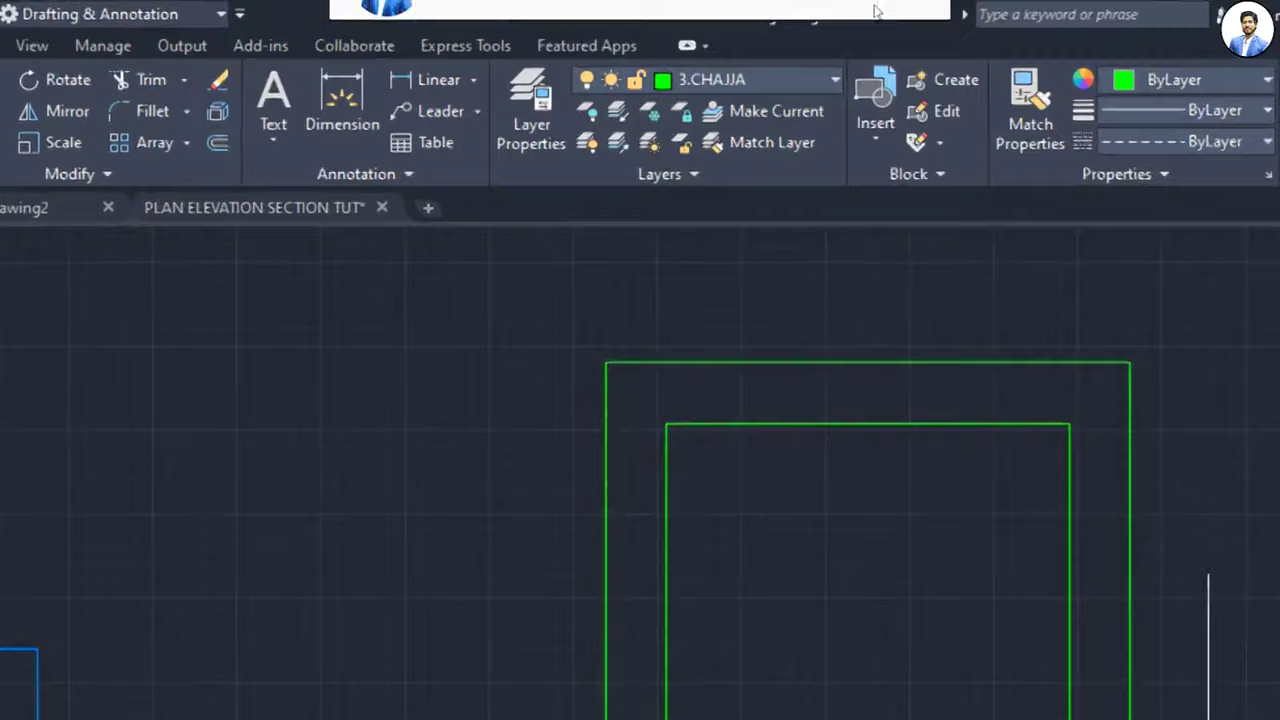 Drafting & Annotation
Type a keyword or phrase
View Manage Output Add-ins Collaborate Express Tools Featured Apps
Rotate Trim Linear 3.CHAJJA Create ByLayer
Mirror Fillet Text Dimension Leader Layer Properties Make Current Insert Edit Match Properties ByLayer
Scale Array Table Match Layer ByLayer
Modify Annotation Layers Block Properties
awing2 PLAN ELEVATION SECTION TUT*